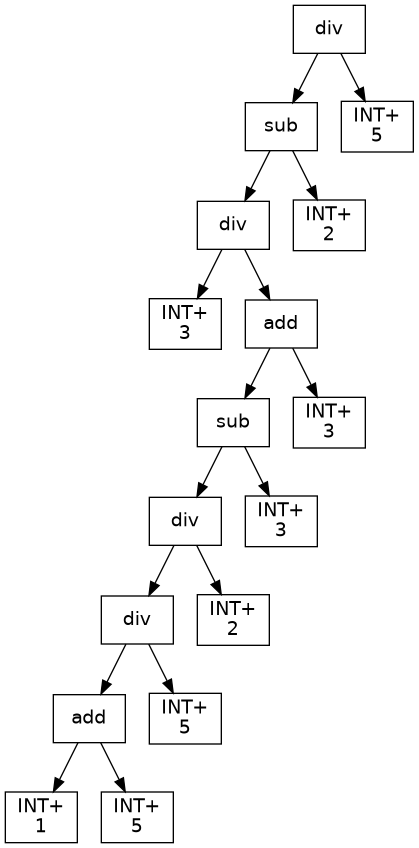 div
sub
INT+
5
div
INT+
2
INT+
3
add
sub
INT+
3
div
INT+
3
div
INT+
2
add
INT+
5
INT+
1
INT+
5